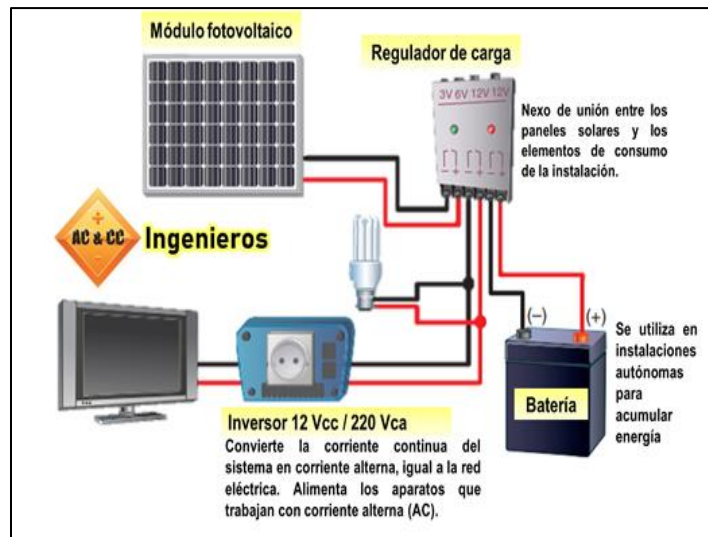 Módulo fotovoltaico
Regulador de carga
3V 6V 12V 12V
Nexo de unión entre los
paneles solares y los
elementos de consumo
de la instalación.
+
AC & CC
-
Ingenieros
(-)
(+)
Batería
Se utiliza en
instalaciones
autónomas
para
acumular
energía
Inversor 12 Vcc / 220 Vca
Convierte la corriente continua del
sistema en corriente alterna, igual a la red
eléctrica. Alimenta los aparatos que
trabajan con corriente alterna (AC).